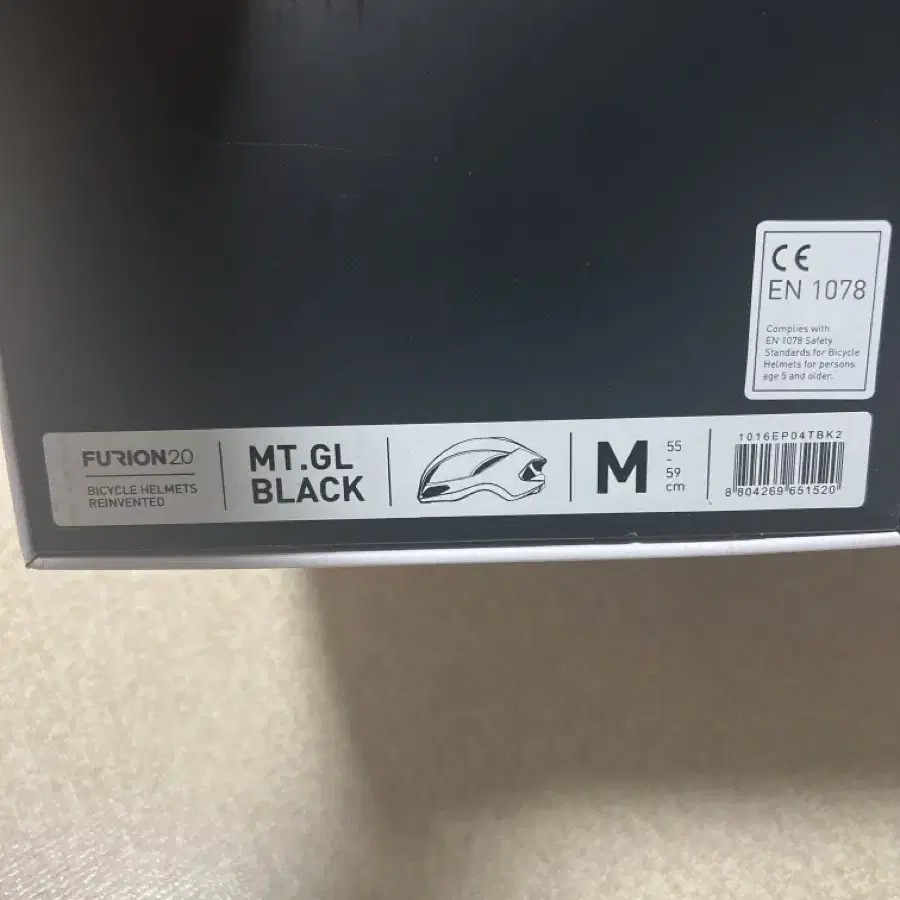 CE
EN 1078
Complies with
EN 1078 Safety
Standards for Bicycle
Helmets for persons
age 5 and older.
FURION2.0
BICYCLE HELMETS
REINVENTED
MT.GL
BLACK
M
55
-
59
cm
1016EP04TBK2
8 804269 651520